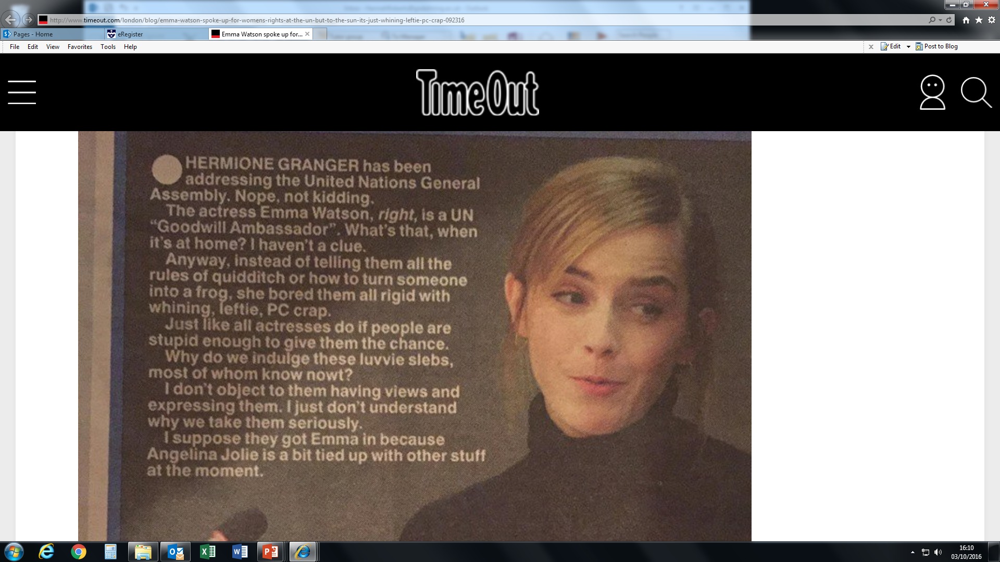 http://www.timeout.com/london/blog/emma-watson-spoke-up-for-womens-rights-at-the-un-but-to-the-sun-its-just-whining-leftie-pc-crap-092316
Pages - Home
eRegister
Emma Watson spoke up for...
File Edit View Favorites Tools Help
Edit
Post to Blog
TimeOut
HERMIONE GRANGER has been
addressing the United Nations General
Assembly. Nope, not kidding.
The actress Emma Watson, right, is a UN
“Goodwill Ambassador”. What’s that, when
it’s at home? I haven’t a clue.
Anyway, instead of telling them all the
rules of quidditch or how to turn someone
into a frog, she bored them all rigid with
whining, leftie, PC crap.
Just like all actresses do if people are
stupid enough to give them the chance.
Why do we indulge these luvvie slebs,
most of whom know nowt?
I don’t object to them having views and
expressing them. I just don’t understand
why we take them seriously.
I suppose they got Emma in because
Angelina Jolie is a bit tied up with other stuff
at the moment.
16:10
03/10/2016